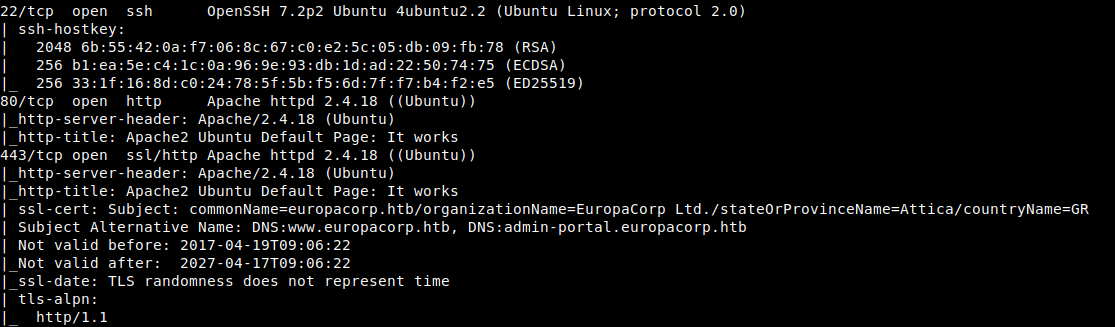 22/tcp  open  ssh      OpenSSH 7.2p2 Ubuntu 4ubuntu2.2 (Ubuntu Linux; protocol 2.0)
| ssh-hostkey:
|   2048 6b:55:42:0a:f7:06:8c:67:c0:e2:5c:05:db:09:fb:78 (RSA)
|   256 b1:ea:5e:c4:1c:0a:96:9e:93:db:1d:ad:22:50:74:75 (ECDSA)
|_  256 33:1f:16:8d:c0:24:78:5f:5b:f5:6d:7f:f7:b4:f2:e5 (ED25519)
80/tcp  open  http     Apache httpd 2.4.18 ((Ubuntu))
|_http-server-header: Apache/2.4.18 (Ubuntu)
|_http-title: Apache2 Ubuntu Default Page: It works
443/tcp open  ssl/http Apache httpd 2.4.18 ((Ubuntu))
|_http-server-header: Apache/2.4.18 (Ubuntu)
|_http-title: Apache2 Ubuntu Default Page: It works
| ssl-cert: Subject: commonName=europacorp.htb/organizationName=EuropaCorp Ltd./stateOrProvinceName=Attica/countryName=GR
| Subject Alternative Name: DNS:www.europacorp.htb, DNS:admin-portal.europacorp.htb
| Not valid before: 2017-04-19T09:06:22
|_Not valid after:  2027-04-17T09:06:22
|_ssl-date: TLS randomness does not represent time
| tls-alpn:
|_  http/1.1